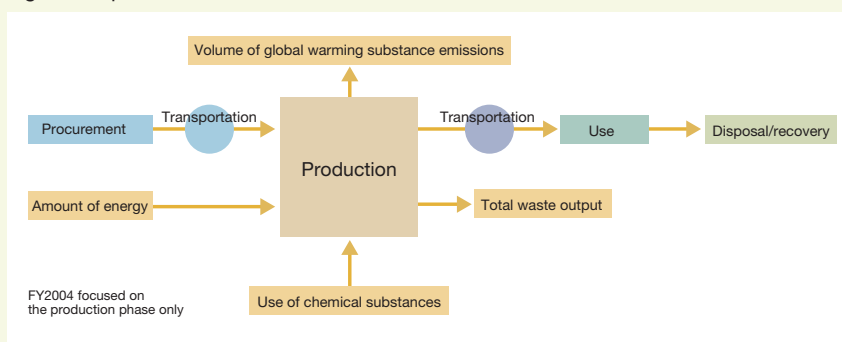 Volume of global warming substance emissions
Procurement
Transportation
Production
Transportation
Use
Disposal/recovery
Amount of energy
Total waste output
Use of chemical substances
FY2004 focused on
the production phase only